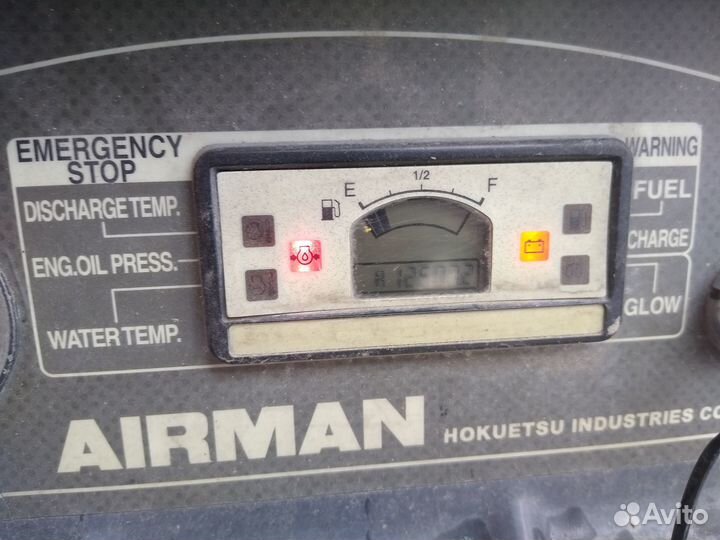 EMERGENCY
STOP
WARNING
DISCHARGE TEMP.
E 1/2 F
FUEL
ENG.OIL PRESS.
CHARGE
WATER TEMP.
GLOW
AIRMAN HOKUETSU INDUSTRIES CO
Avito